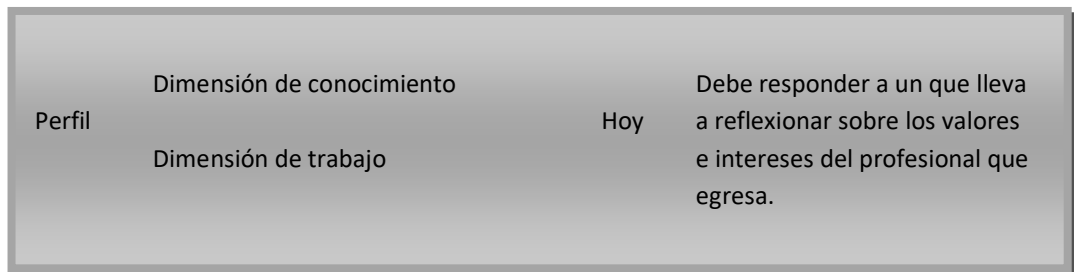 Perfil
Dimensión de conocimiento
Dimensión de trabajo
Hoy
Debe responder a un que lleva
a reflexionar sobre los valores
e intereses del profesional que
egresa.